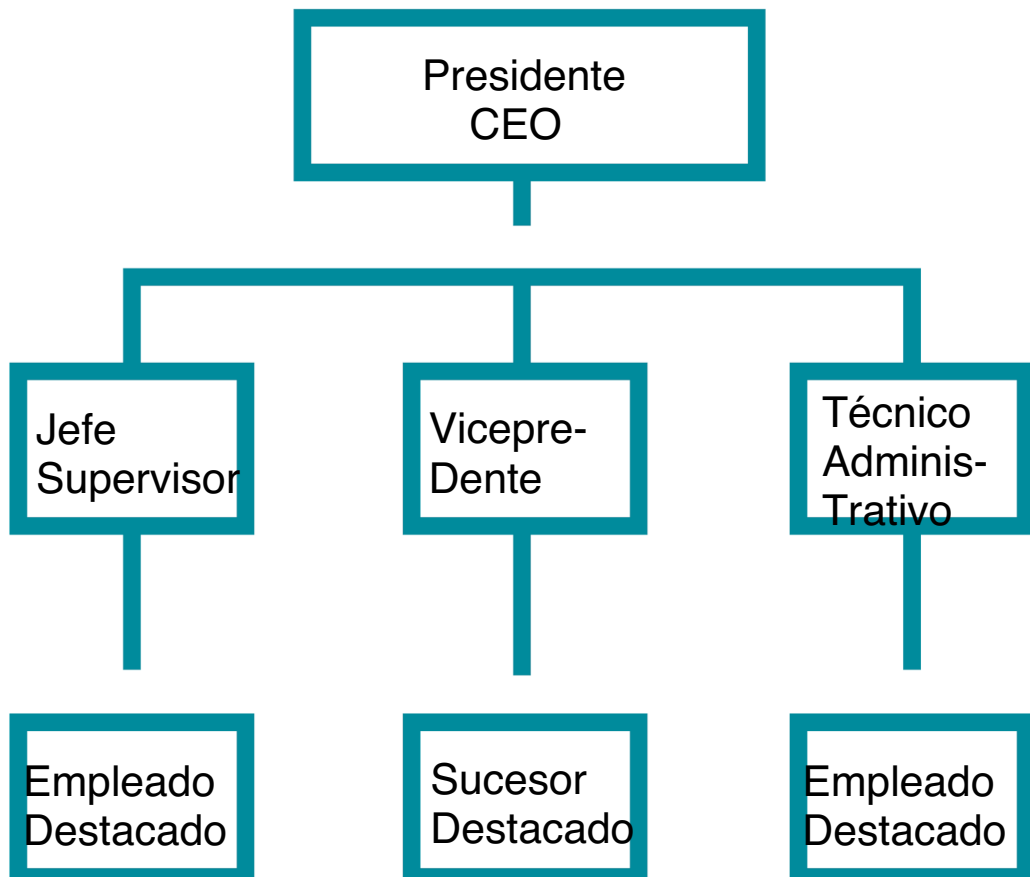 Presidente
CEO
Jefe
Supervisor
Vicepre-
Dente
Técnico
Adminis-
Trativo
Empleado
Destacado
Sucesor
Destacado
Empleado
Destacado